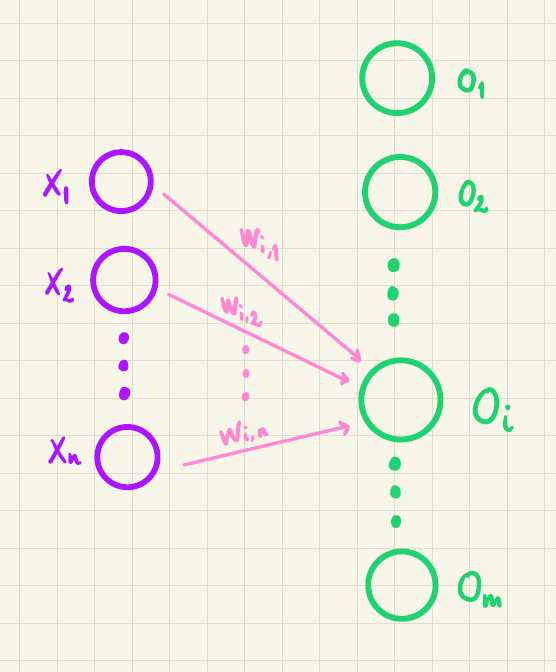 o₁
x₁
o₂
wᵢ,₁
x₂
wᵢ,₂
oᵢ
wᵢ,ₙ
xₙ
oₘ